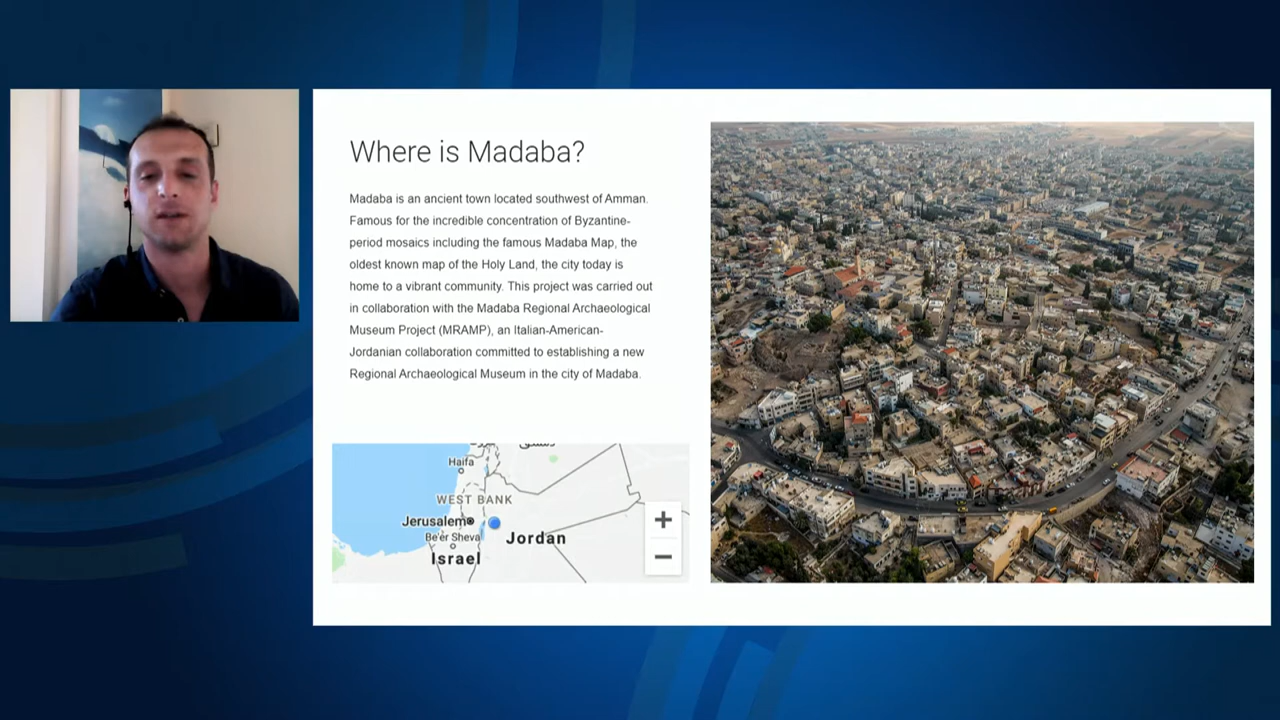 Where is Madaba?
Madaba is an ancient town located southwest of Amman.
Famous for the incredible concentration of Byzantine-
period mosaics including the famous Madaba Map, the
oldest known map of the Holy Land, the city today is
home to a vibrant community. This project was carried out
in collaboration with the Madaba Regional Archaeological
Museum Project (MRAMP), an Italian-American-
Jordanian collaboration committed to establishing a new
Regional Archaeological Museum in the city of Madaba.
Haifa
WEST BANK
Jerusalem
Be'er Sheva
Jordan
Israel
+
−